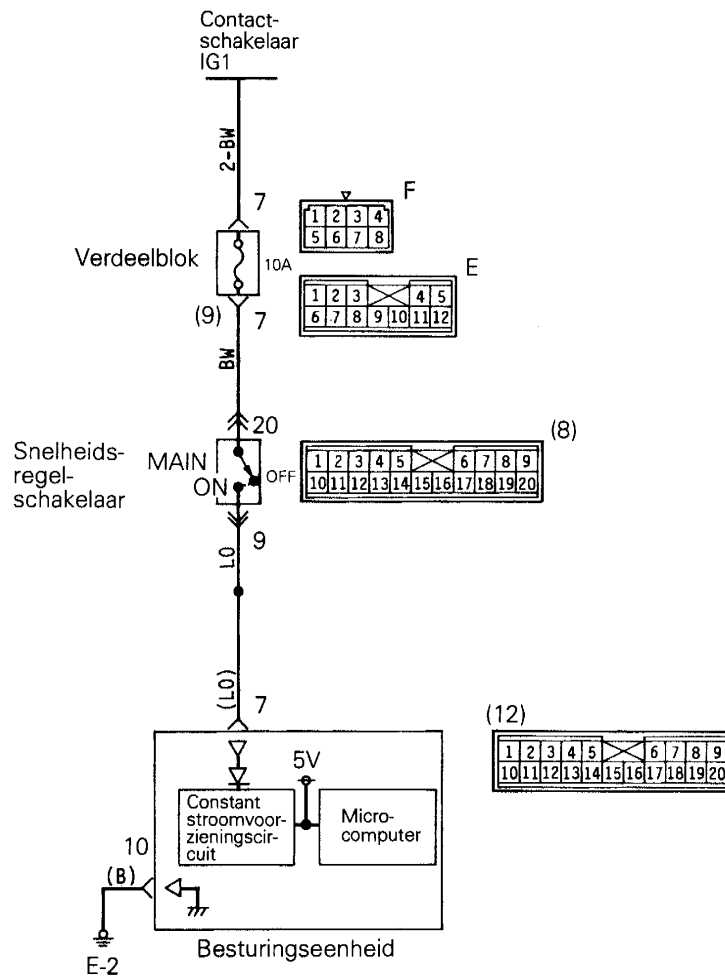 Contact-
schakelaar
IG1
2-BW
7
F
1 2 3 4
5 6 7 8
Verdeelblok
10A
E
1 2 3 4 5
6 7 8 9 10 11 12
(9) 7
BW
20
(8)
Snelheids-
regel-
schakelaar
MAIN
OFF
ON
1 2 3 4 5 6 7 8 9
10 11 12 13 14 15 16 17 18 19 20
9
LO
(LO)
7
(12)
1 2 3 4 5 6 7 8 9
10 11 12 13 14 15 16 17 18 19 20
5V
Constant
stroomvoor-
zieningscir-
cuit
Micro-
computer
10
(B)
E-2
Besturingseenheid